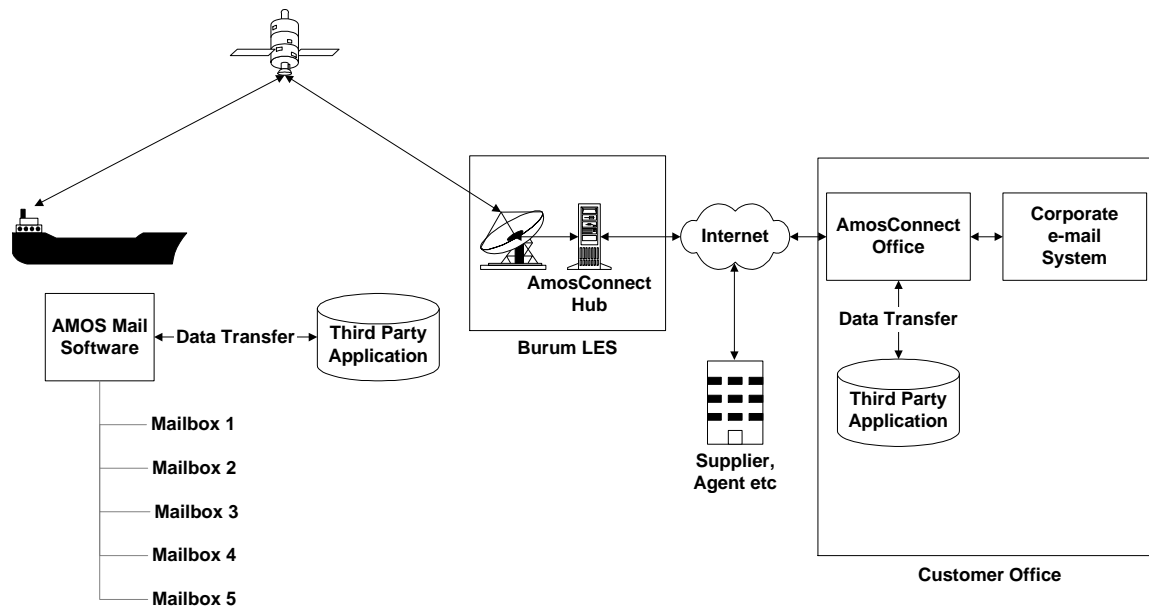 AMOS Mail
Software
Data Transfer
Third Party
Application
Mailbox 1
Mailbox 2
Mailbox 3
Mailbox 4
Mailbox 5
AmosConnect
Hub
Burum LES
Internet
Supplier,
Agent etc
AmosConnect
Office
Corporate
e-mail
System
Data Transfer
Third Party
Application
Customer Office